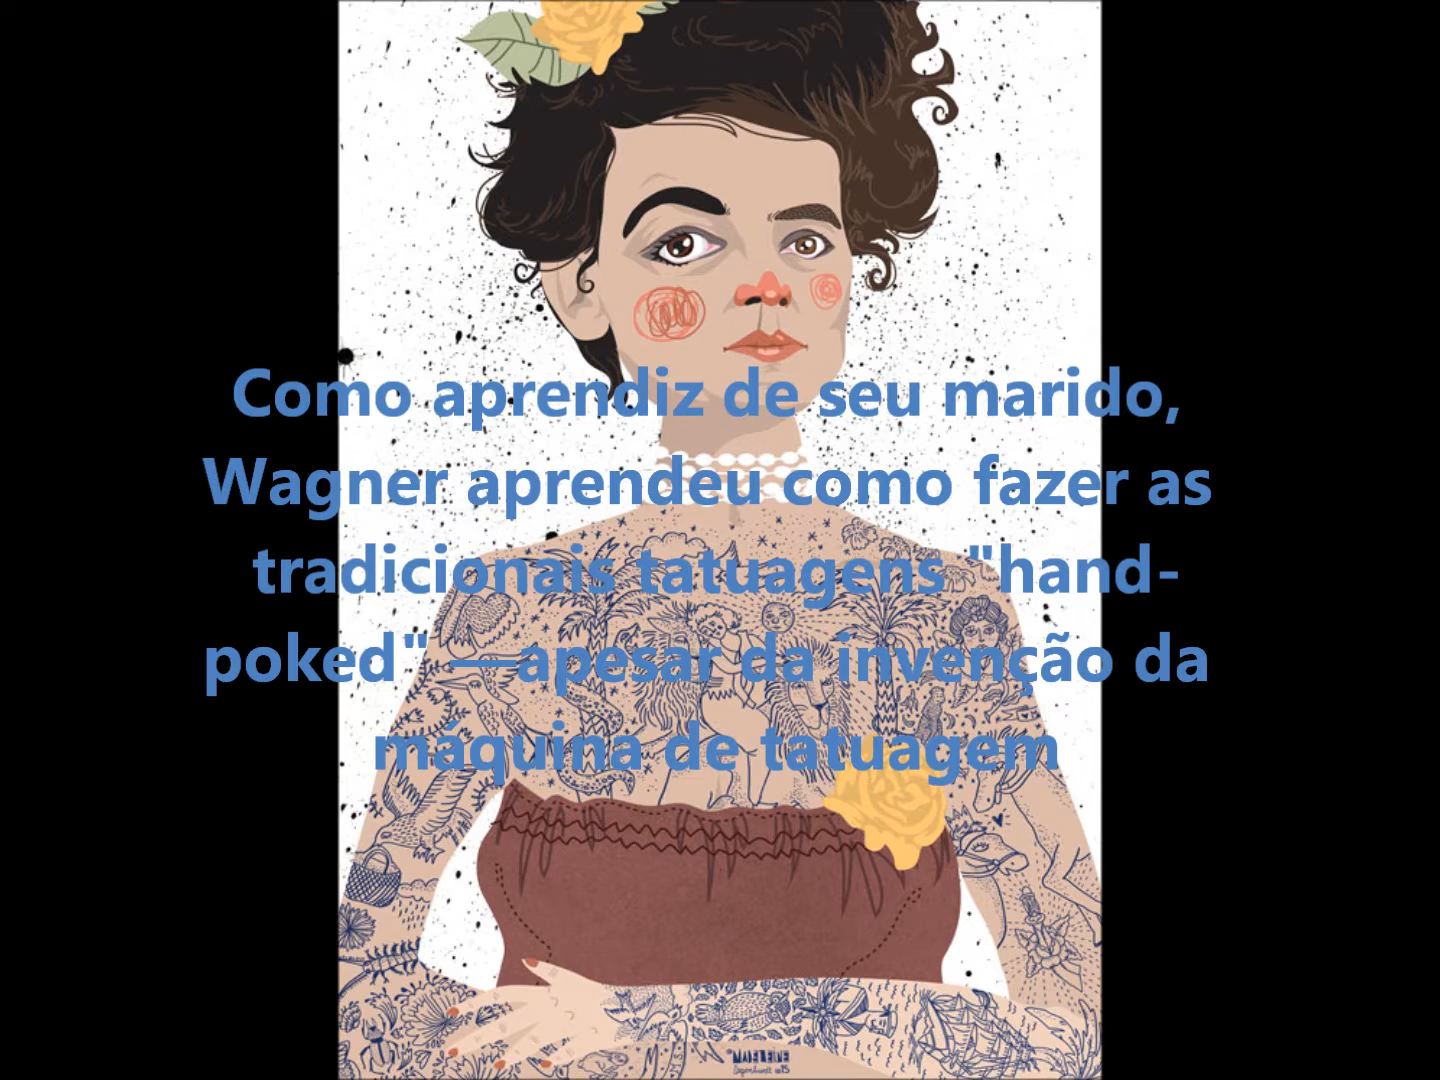 Como aprendiz de seu marido,
Wagner aprendeu como fazer as
tradicionais tatuagens "hand-
poked" —apesar da invenção da
máquina de tatuagem
M W MADELEINE